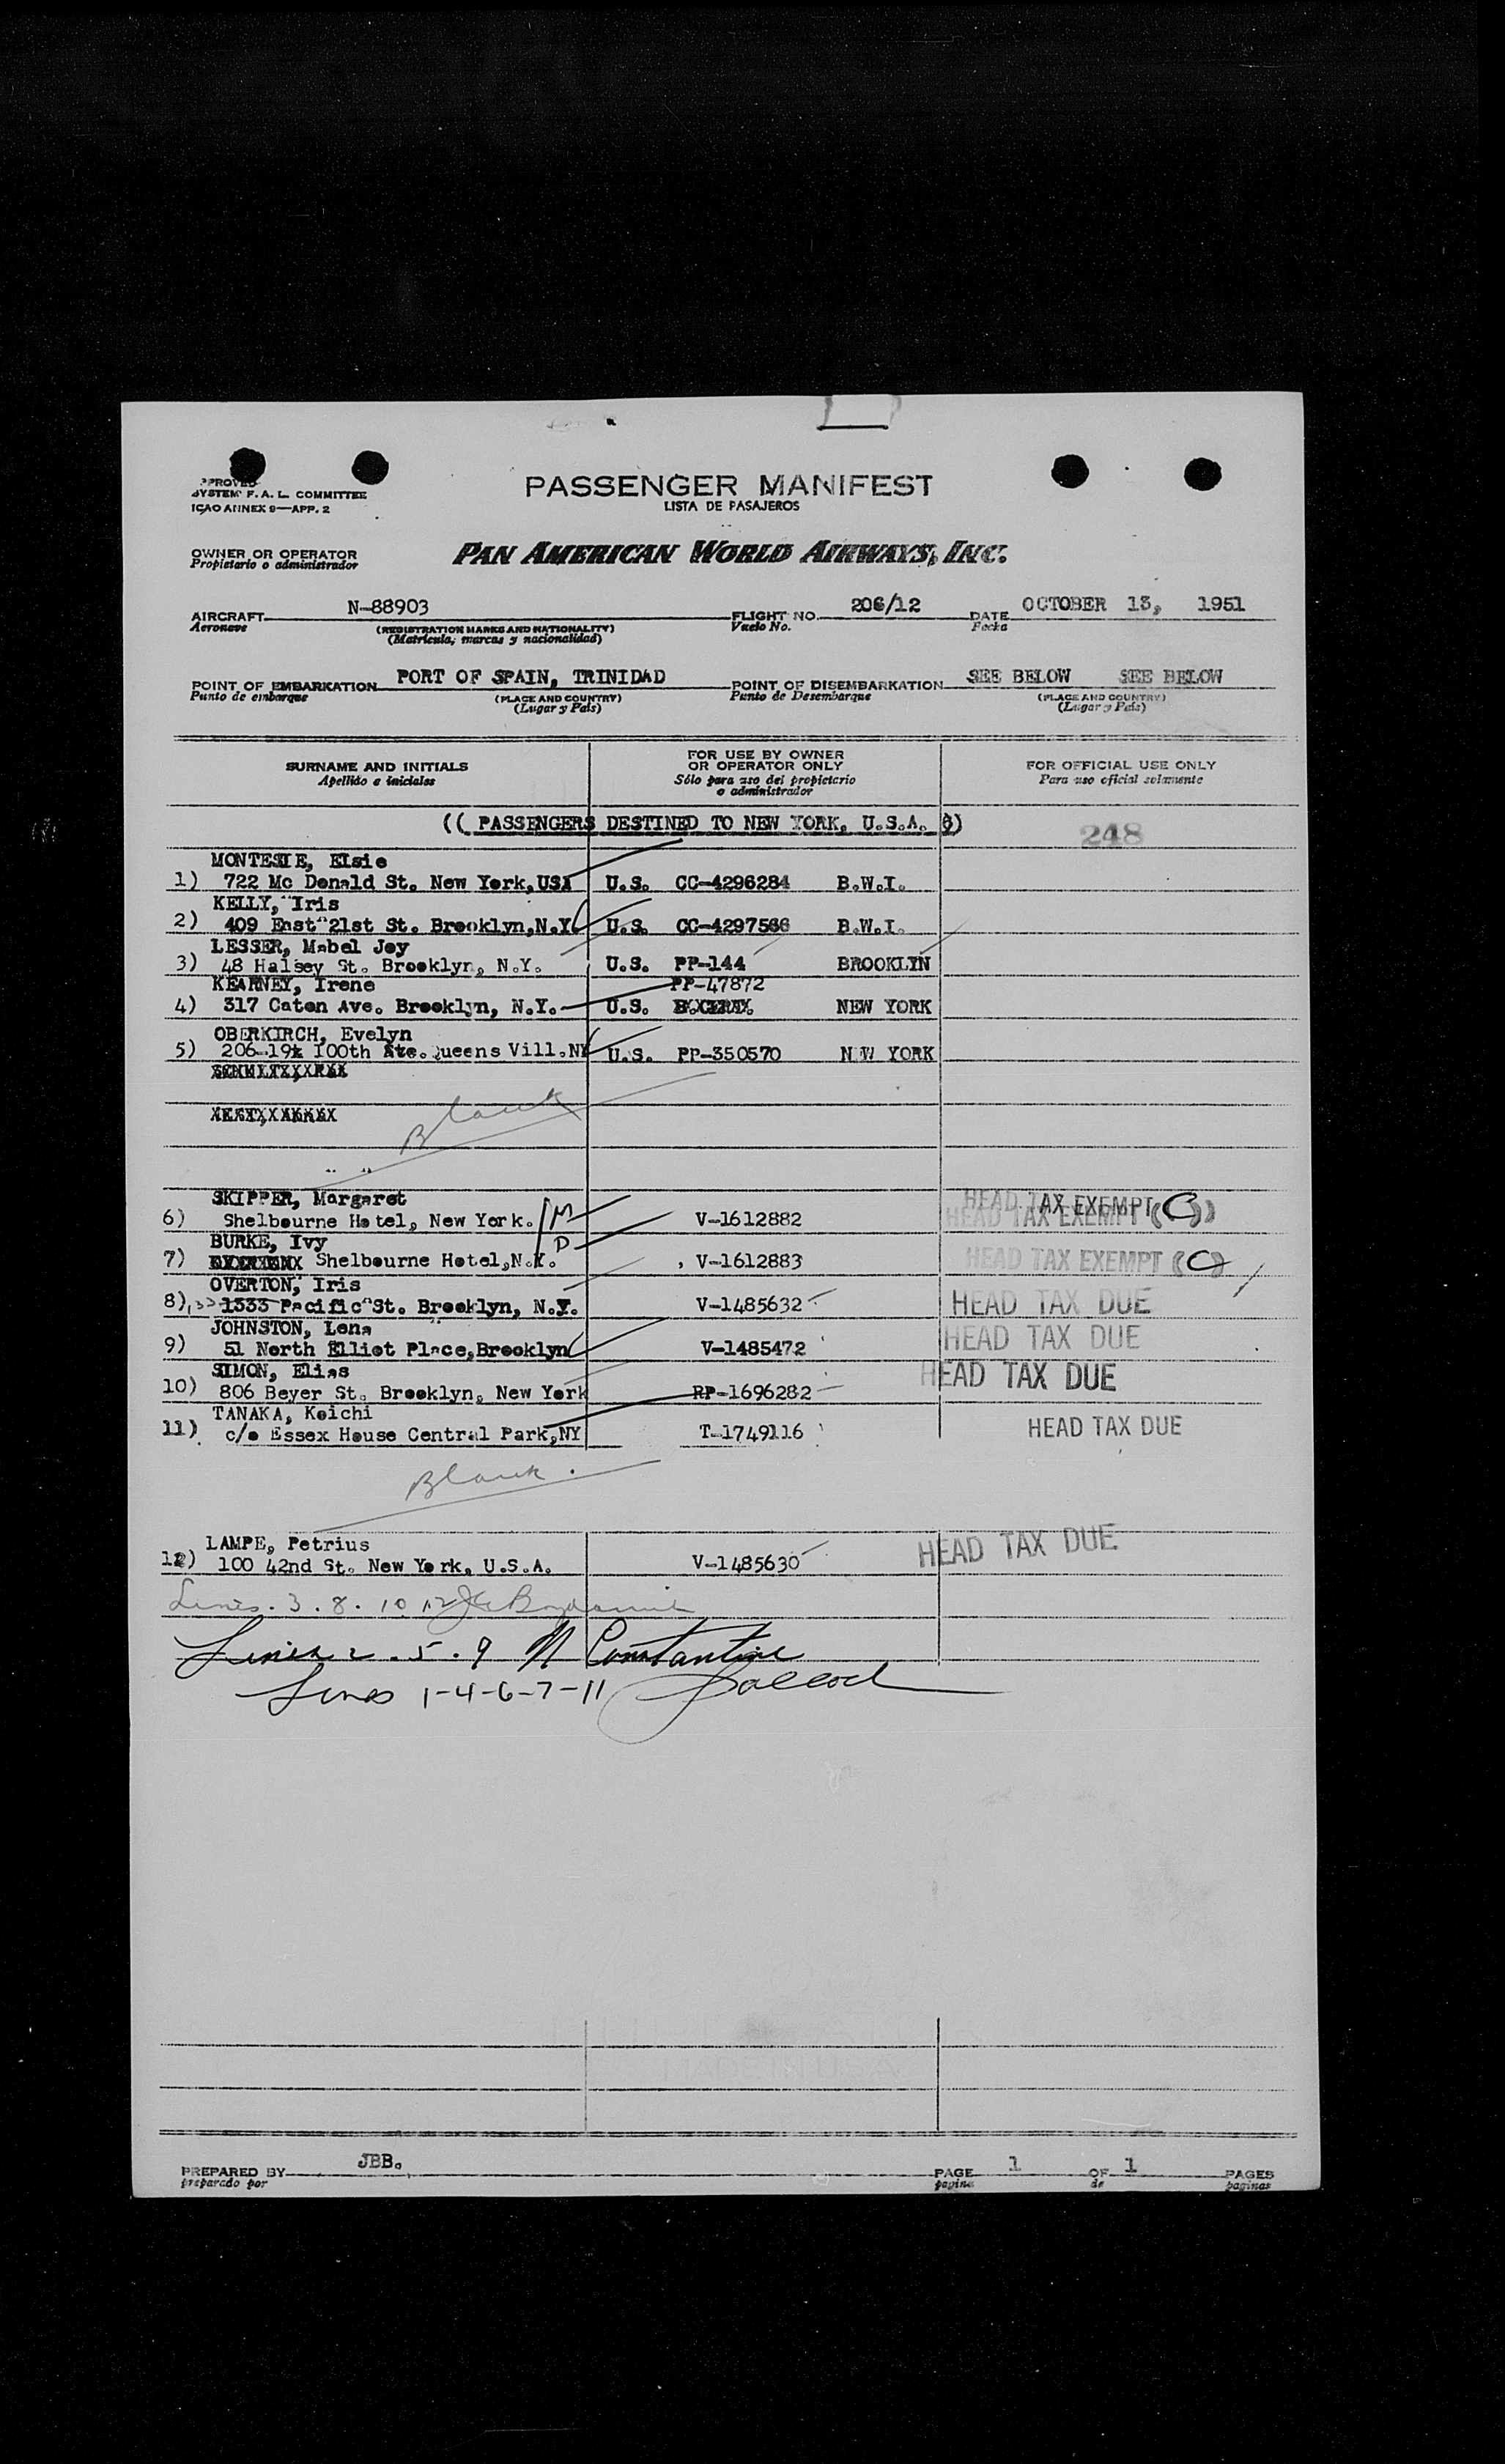 PASSENGER MANIFEST
LISTA DE PASAJEROS
SYSTEM F. A. L. COMMITTEE
ICAO ANNEX 9—APP. 2
OWNER OR OPERATOR
Propietario o administrador
PAN AMERICAN WORLD AIRWAYS, INC.
AIRCRAFT N-88903 FLIGHT NO. 206/12 DATE OCTOBER 13, 1951
Aeronave (REGISTRATION MARKS AND NATIONALITY) Vuelo No. Fecha
(Matrícula, marcas y nacionalidad)
POINT OF EMBARKATION PORT OF SPAIN, TRINIDAD POINT OF DISEMBARKATION SEE BELOW SEE BELOW
Punto de embarque (PLACE AND COUNTRY) Punto de Desembarque (PLACE AND COUNTRY)
(Lugar y País) (Lugar y País)
SURNAME AND INITIALS FOR USE BY OWNER OR OPERATOR ONLY FOR OFFICIAL USE ONLY
Apellido e iniciales Sólo para uso del propietario o administrador Para uso oficial solamente
(( PASSENGERS DESTINED TO NEW YORK, U.S.A. ))
248
MONTESIE, Elsie
1) 722 Mc Donald St. New York,USA U.S. CC-4296284 B.W.I.
KELLY, Iris
2) 409 East 21st St. Brooklyn,N.Y. U.S. CC-4297566 B.W.I.
LESSER, Mabel Joy
3) 48 Halsey St. Brooklyn, N.Y. U.S. PP-144 BROOKLYN
KEARNEY, Irene PP-47872
4) 317 Caton Ave. Brooklyn, N.Y. U.S. NEW YORK
OBERKIRCH, Evelyn
5) 206-19 100th Ave. Queens Vill.NY U.S. PP-350570 N W YORK
Blank
SKIPPER, Margaret HEAD TAX EXEMPT (C)
6) Shelbourne Hotel, New York. M V-1612882
BURKE, Ivy D
7) Shelbourne Hotel,N.Y. V-1612883 HEAD TAX EXEMPT (C)
OVERTON, Iris
8) 1333 Pacific St. Brooklyn, N.Y. V-1485632 HEAD TAX DUE
JOHNSTON, Lena
9) 51 North Elliot Place,Brooklyn V-1485472 HEAD TAX DUE
SIMON, Elias
10) 806 Beyer St. Brooklyn, New York RP-1696282 HEAD TAX DUE
TANAKA, Keichi
11) c/o Essex House Central Park,NY T-1749116 HEAD TAX DUE
Blank.
LAMPE, Petrius
12) 100 42nd St. New York, U.S.A. V-1485630 HEAD TAX DUE
Lines. 3. 8. 10 12
Lines 2. 5. 9 N Constantine
Lines 1-4-6-7-11
PREPARED BY JBB. PAGE 1 OF 1 PAGES
preparado por pagina de paginas